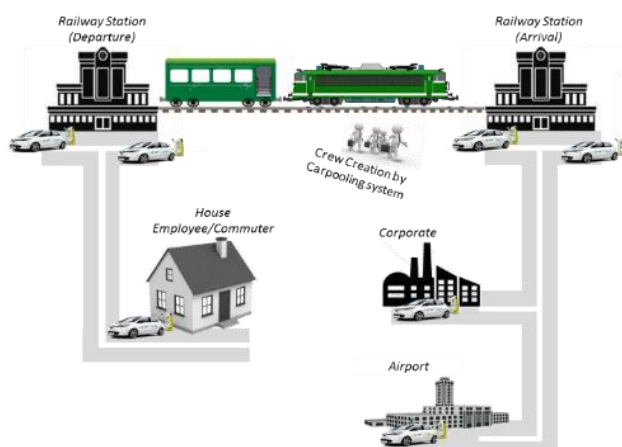 Railway Station
(Departure)
Railway Station
(Arrival)
Crew Creation by
Carpooling system
House
Employee/Commuter
Corporate
Airport